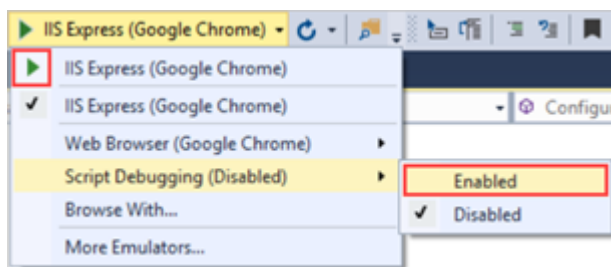 IIS Express (Google Chrome)
IIS Express (Google Chrome)
IIS Express (Google Chrome)
Configu
Web Browser (Google Chrome)
Script Debugging (Disabled)
Enabled
Browse With...
Disabled
More Emulators...